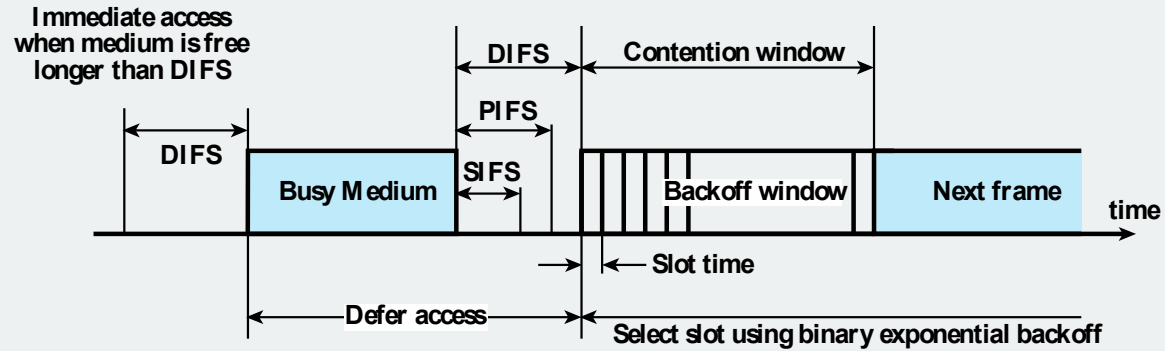 Immediate access
when medium is free
longer than DIFS
DIFS
Contention window
PIFS
DIFS
SIFS
Busy Medium
Backoff window
Next frame
time
Slot time
Defer access
Select slot using binary exponential backoff